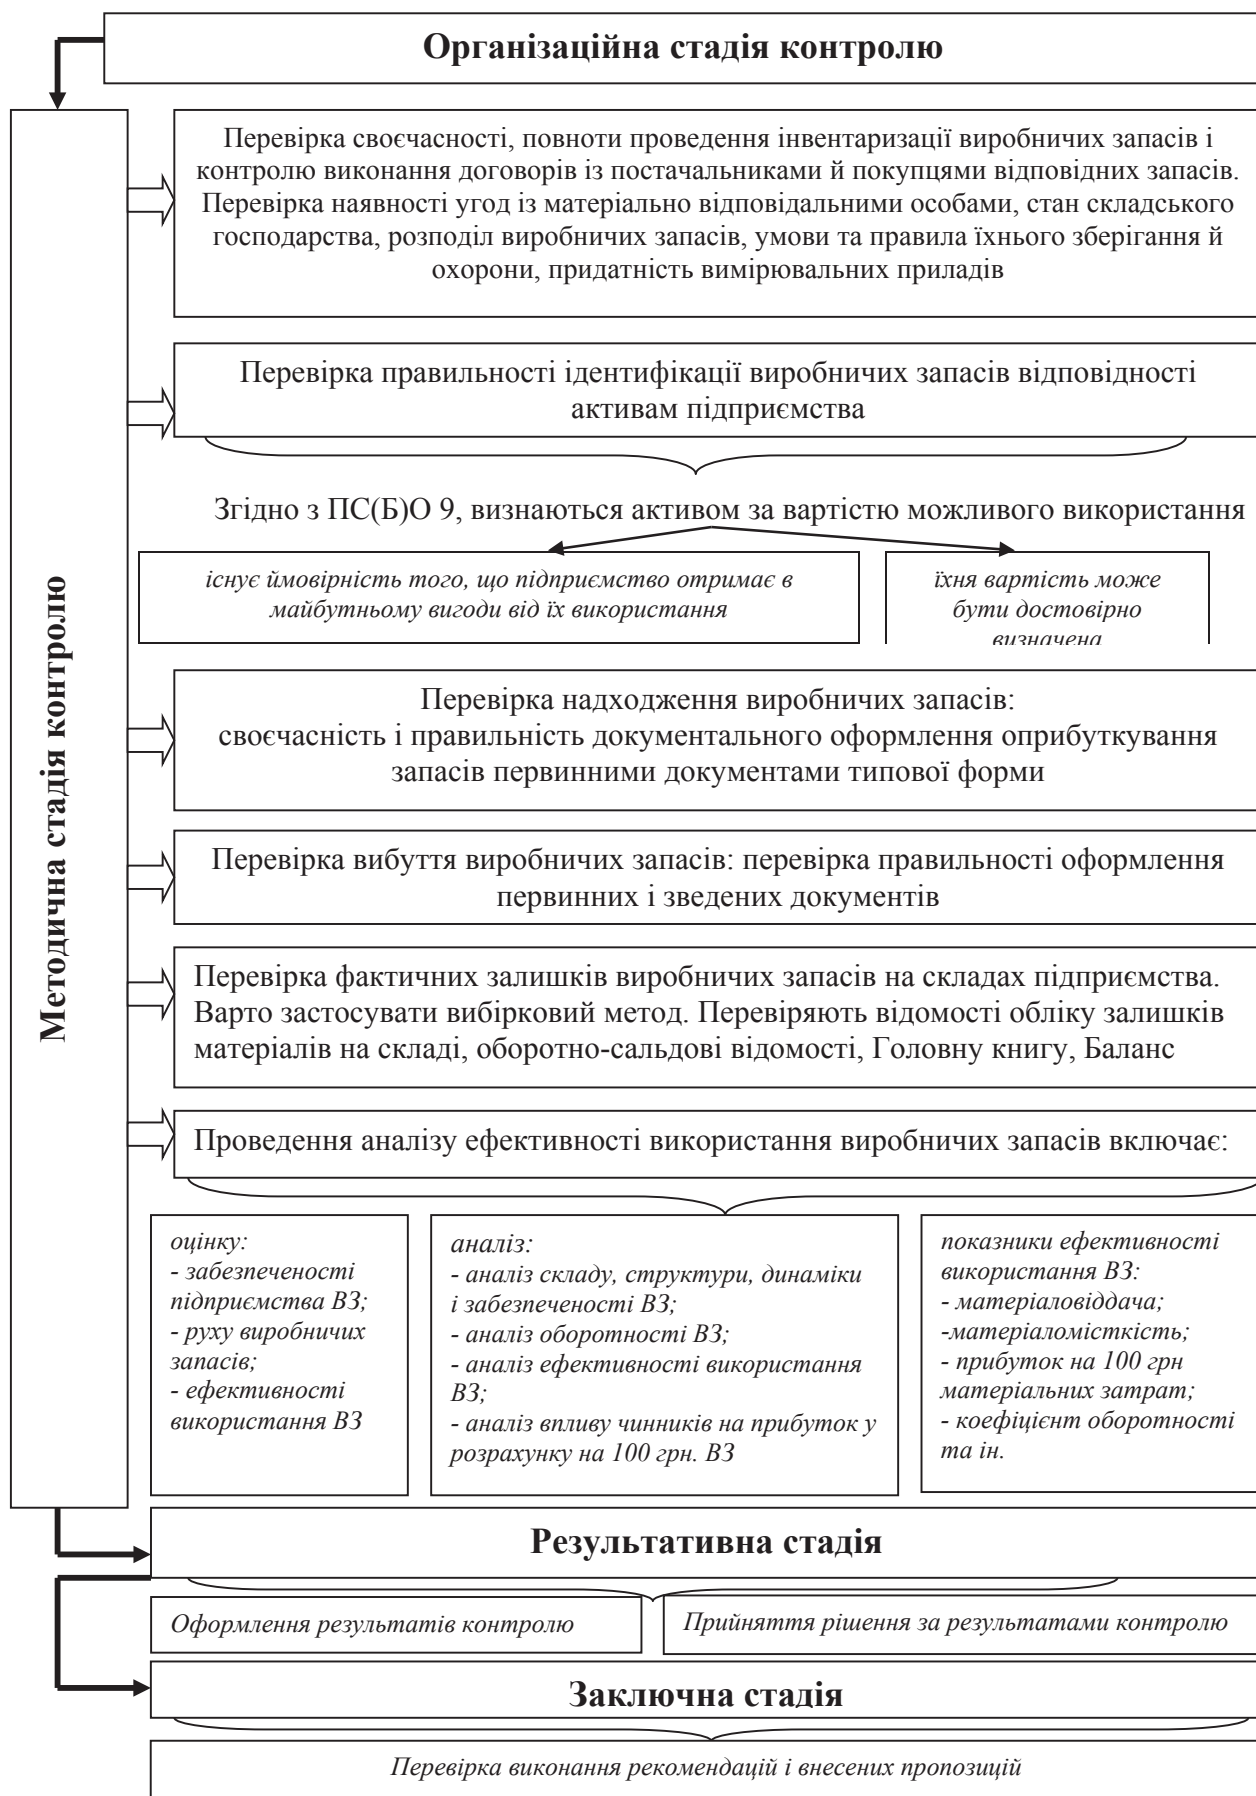 Організаційна стадія контролю
Методична стадія контролю
Перевірка своєчасності, повноти проведення інвентаризації виробничих запасів і
контролю виконання договорів із постачальниками й покупцями відповідних запасів.
Перевірка наявності угод із матеріально відповідальними особами, стан складського
господарства, розподіл виробничих запасів, умови та правила їхнього зберігання й
охорони, придатність вимірювальних приладів
Перевірка правильності ідентифікації виробничих запасів відповідності
активам підприємства
Згідно з ПС(Б)О 9, визнаються активом за вартістю можливого використання
існує ймовірність того, що підприємство отримає в
майбутньому вигоди від їх використання
їхня вартість може
бути достовірно
визначена
Перевірка надходження виробничих запасів:
своєчасність і правильність документального оформлення оприбуткування
запасів первинними документами типової форми
Перевірка вибуття виробничих запасів: перевірка правильності оформлення
первинних і зведених документів
Перевірка фактичних залишків виробничих запасів на складах підприємства.
Варто застосувати вибірковий метод. Перевіряють відомості обліку залишків
матеріалів на складі, оборотно-сальдові відомості, Головну книгу, Баланс
Проведення аналізу ефективності використання виробничих запасів включає:
оцінку:
- забезпеченості
підприємства ВЗ;
- руху виробничих
запасів;
- ефективності
використання ВЗ
аналіз:
- аналіз складу, структури, динаміки
і забезпеченості ВЗ;
- аналіз оборотності ВЗ;
- аналіз ефективності використання
ВЗ;
- аналіз впливу чинників на прибуток у
розрахунку на 100 грн. ВЗ
показники ефективності
використання ВЗ:
- матеріаловіддача;
-матеріаломісткість;
- прибуток на 100 грн
матеріальних затрат;
- коефіцієнт оборотності
та ін.
Результативна стадія
Оформлення результатів контролю
Прийняття рішення за результатами контролю
Заключна стадія
Перевірка виконання рекомендацій і внесених пропозицій